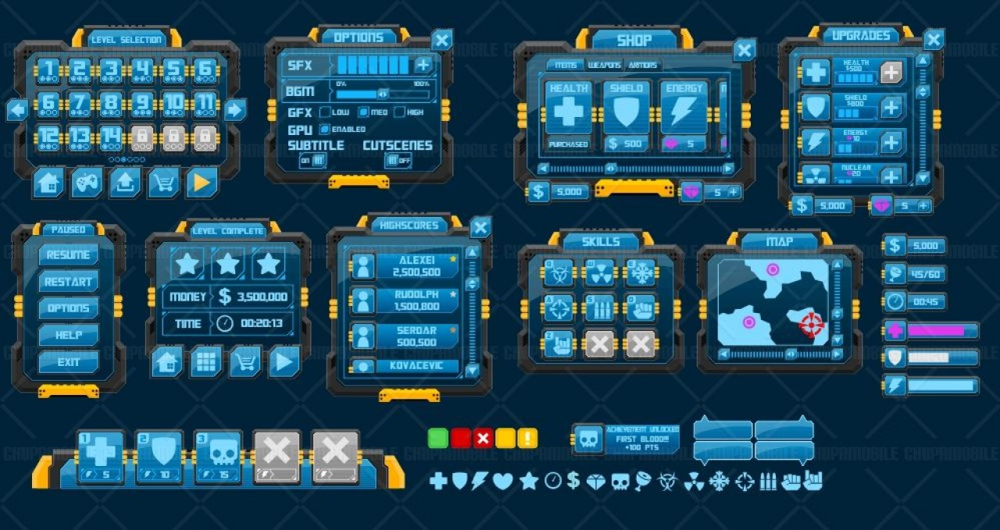 LEVEL SELECTION
1 2 3 4 5 6
6 7 8 9 10 11
12 13 14
OPTIONS
SFX
BGM 0% 100%
GFX LOW MED HIGH
GPU ENABLED
SUBTITLE CUTSCENES
ON OFF
SHOP
ITEMS WEAPONS ARMORS
HEALTH SHIELD ENERGY
PURCHASED $ 500 5
$ 5,000 5
UPGRADES
HEALTH
SHIELD
ENERGY
10
NUCLEAR
20
$ 5,000 5
PAUSED
RESUME
RESTART
OPTIONS
HELP
EXIT
LEVEL COMPLETE
MONEY $ 3,500,000
TIME 00:20:13
HIGHSCORES
ALEXEI
2,500,500
RUDOLPH
1,500,800
SERDAR
500,500
KOVACEVIC
SKILLS
Q W E
A S D
Z
MAP
$ 5,000
45/60
00:45
1 2 3
5 10 15
ACHIEVEMENT UNLOCKED
FIRST BLOOD!!!
+100 PTS
!
$